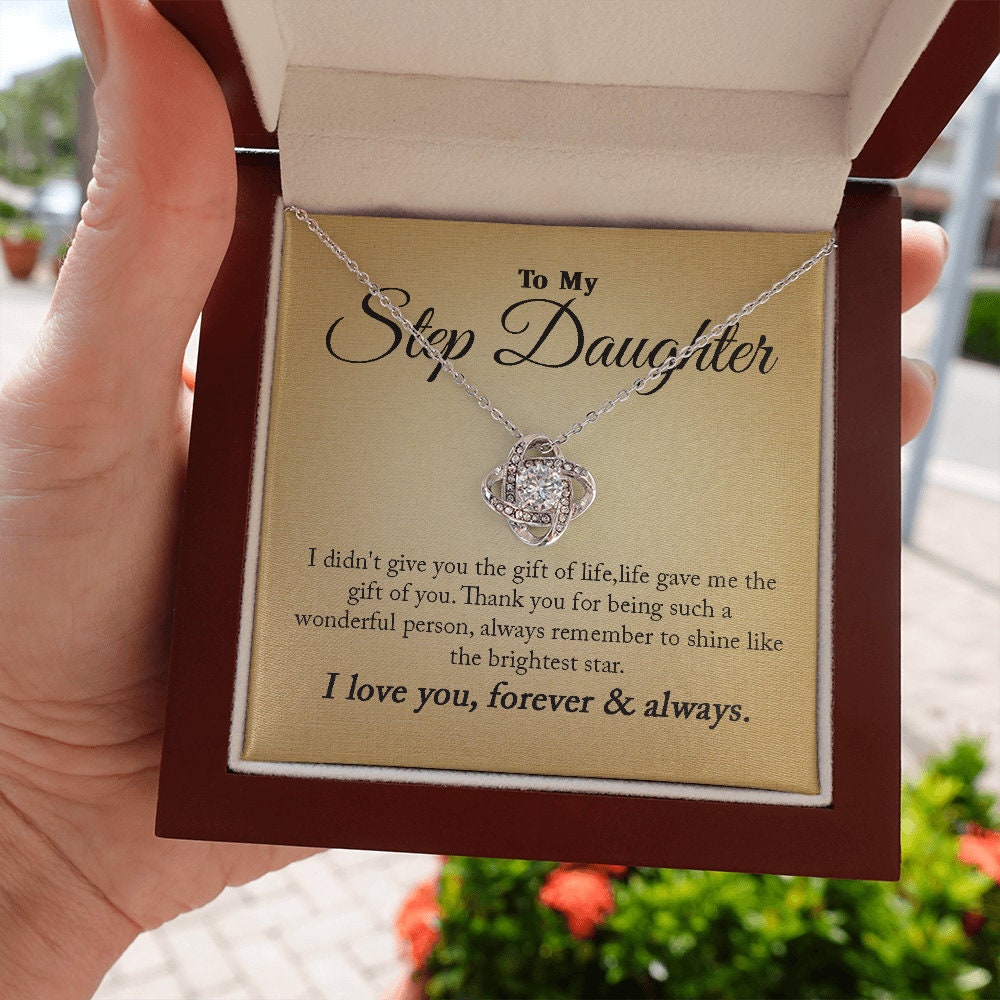 To My
Step Daughter
I didn't give you the gift of life,life gave me the
gift of you. Thank you for being such a
wonderful person, always remember to shine like
the brightest star.
I love you, forever & always.